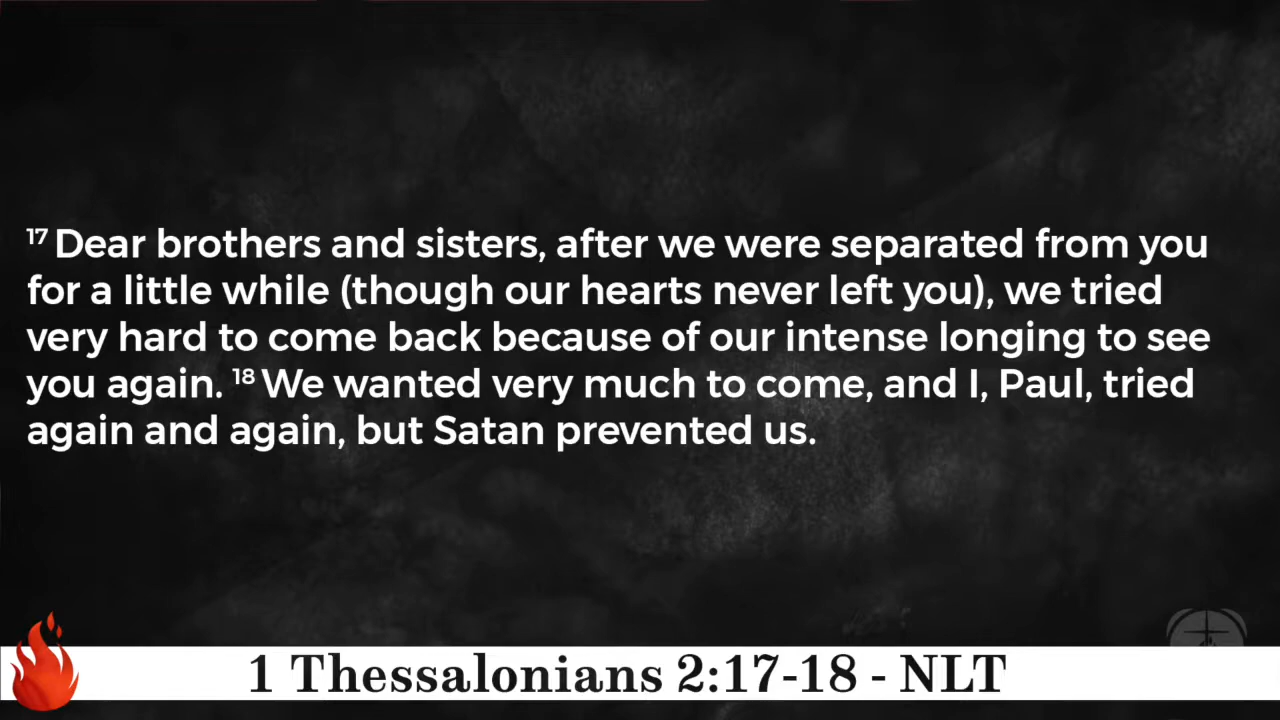 ¹⁷ Dear brothers and sisters, after we were separated from you
for a little while (though our hearts never left you), we tried
very hard to come back because of our intense longing to see
you again. ¹⁸ We wanted very much to come, and I, Paul, tried
again and again, but Satan prevented us.
1 Thessalonians 2:17-18 - NLT